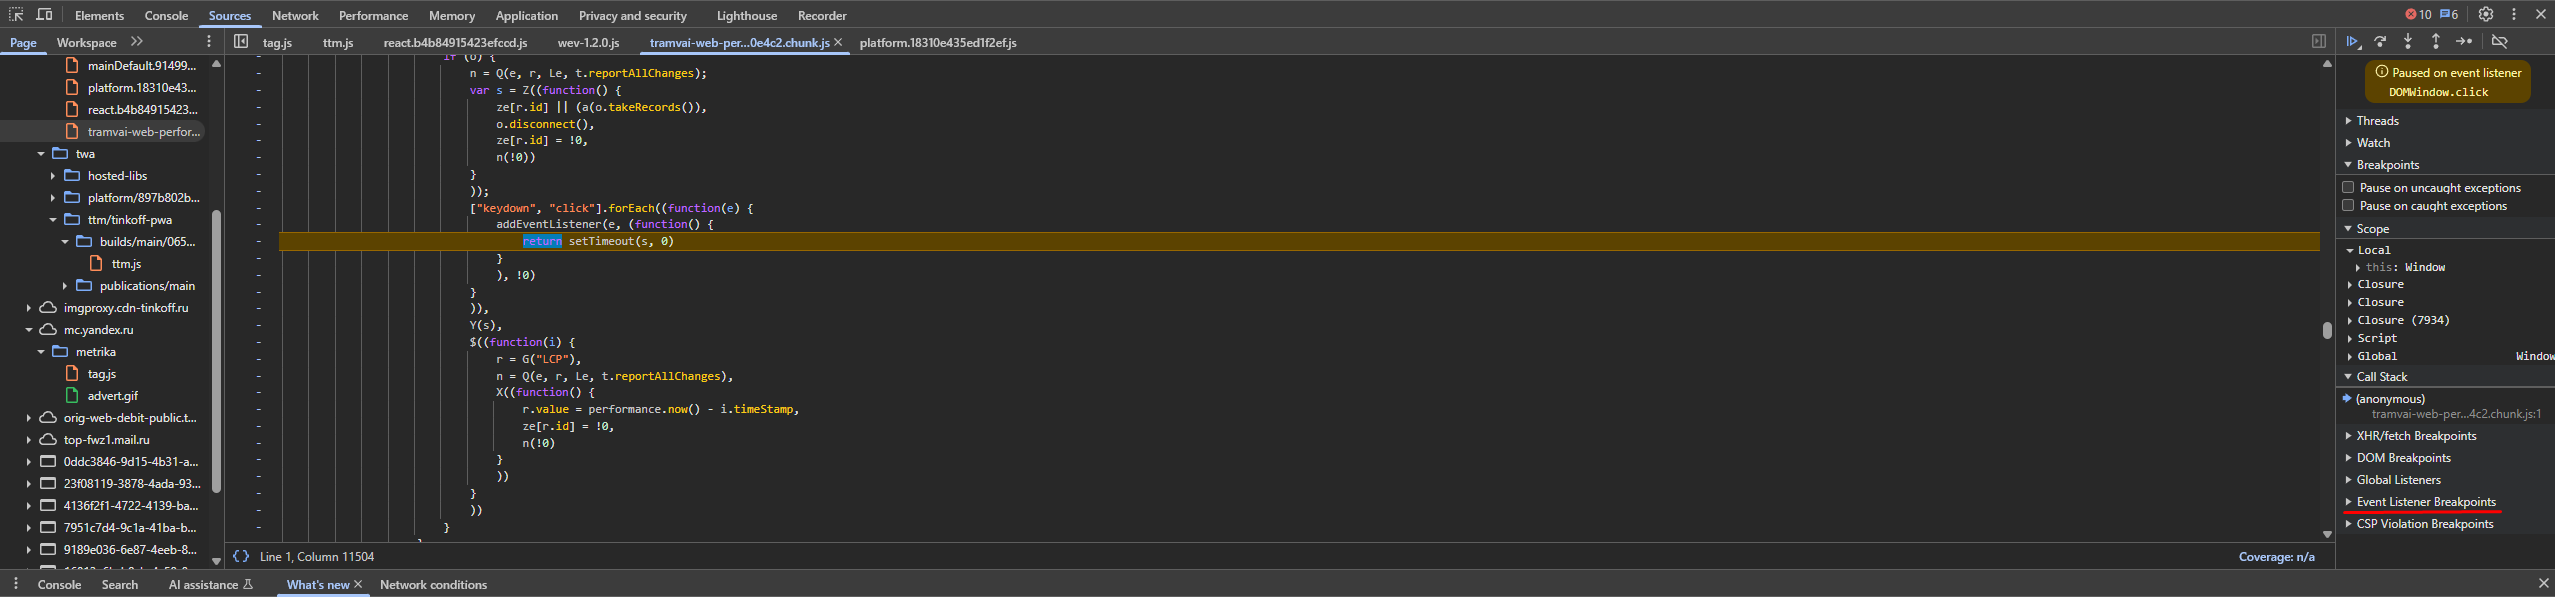 Elements Console Sources Network Performance Memory Application Privacy and security Lighthouse Recorder 10 6
Page Workspace tag.js ttm.js react.b4b84915423efccd.js wev-1.2.0.js tramvai-web-per…0e4c2.chunk.js platform.18310e435ed1f2ef.js
mainDefault.91499…
platform.18310e43…
react.b4b84915423…
tramvai-web-perfor…
twa
hosted-libs
platform/897b802b…
ttm/tinkoff-pwa
builds/main/065…
ttm.js
publications/main
imgproxy.cdn-tinkoff.ru
mc.yandex.ru
metrika
tag.js
advert.gif
orig-web-debit-public.t…
top-fwz1.mail.ru
0ddc3846-9d15-4b31-a…
23f08119-3878-4ada-93…
4136f2f1-4722-4139-ba…
7951c7d4-9c1a-41ba-b…
9189e036-6e87-4eeb-8…
if (o) {
n = Q(e, r, Le, t.reportAllChanges);
var s = Z((function() {
ze[r.id] || (a(o.takeRecords()),
o.disconnect(),
ze[r.id] = !0,
n(!0))
}
));
["keydown", "click"].forEach((function(e) {
addEventListener(e, (function() {
return setTimeout(s, 0)
}
), !0)
}
)),
Y(s),
$((function(i) {
r = G("LCP"),
n = Q(e, r, Le, t.reportAllChanges),
X((function() {
r.value = performance.now() - i.timeStamp,
ze[r.id] = !0,
n(!0)
}
))
}
))
}
{} Line 1, Column 11504 Coverage: n/a
Paused on event listener
DOMWindow.click
Threads
Watch
Breakpoints
Pause on uncaught exceptions
Pause on caught exceptions
Scope
Local
this: Window
Closure
Closure
Closure (7934)
Script
Global Window
Call Stack
(anonymous)
tramvai-web-per…4c2.chunk.js:1
XHR/fetch Breakpoints
DOM Breakpoints
Global Listeners
Event Listener Breakpoints
CSP Violation Breakpoints
Console Search AI assistance What's new Network conditions